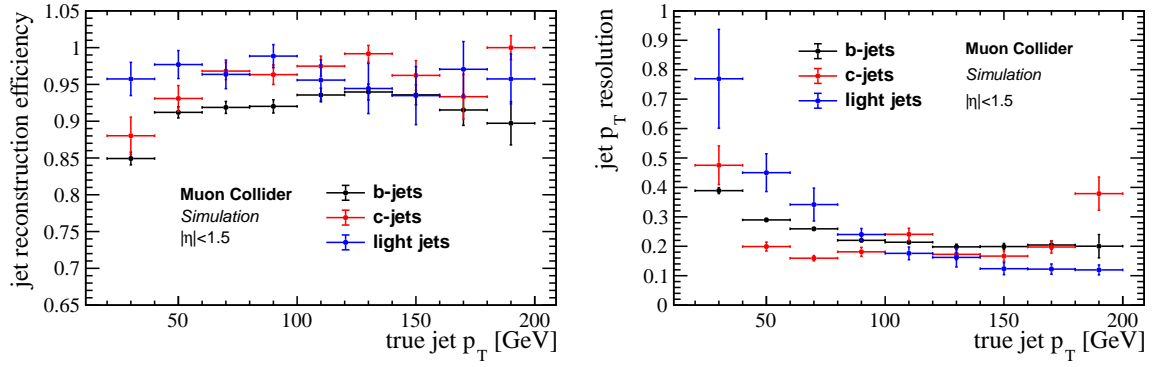 jet reconstruction efficiency
1.05
1
0.95
0.9
0.85
0.8
0.75
0.7
0.65
Muon Collider
Simulation
|η|<1.5
b-jets
c-jets
light jets
50
100
150
200
true jet p_T [GeV]
jet p_T resolution
1
0.9
0.8
0.7
0.6
0.5
0.4
0.3
0.2
0.1
0
b-jets
c-jets
light jets
Muon Collider
Simulation
|η|<1.5
50
100
150
200
true jet p_T [GeV]